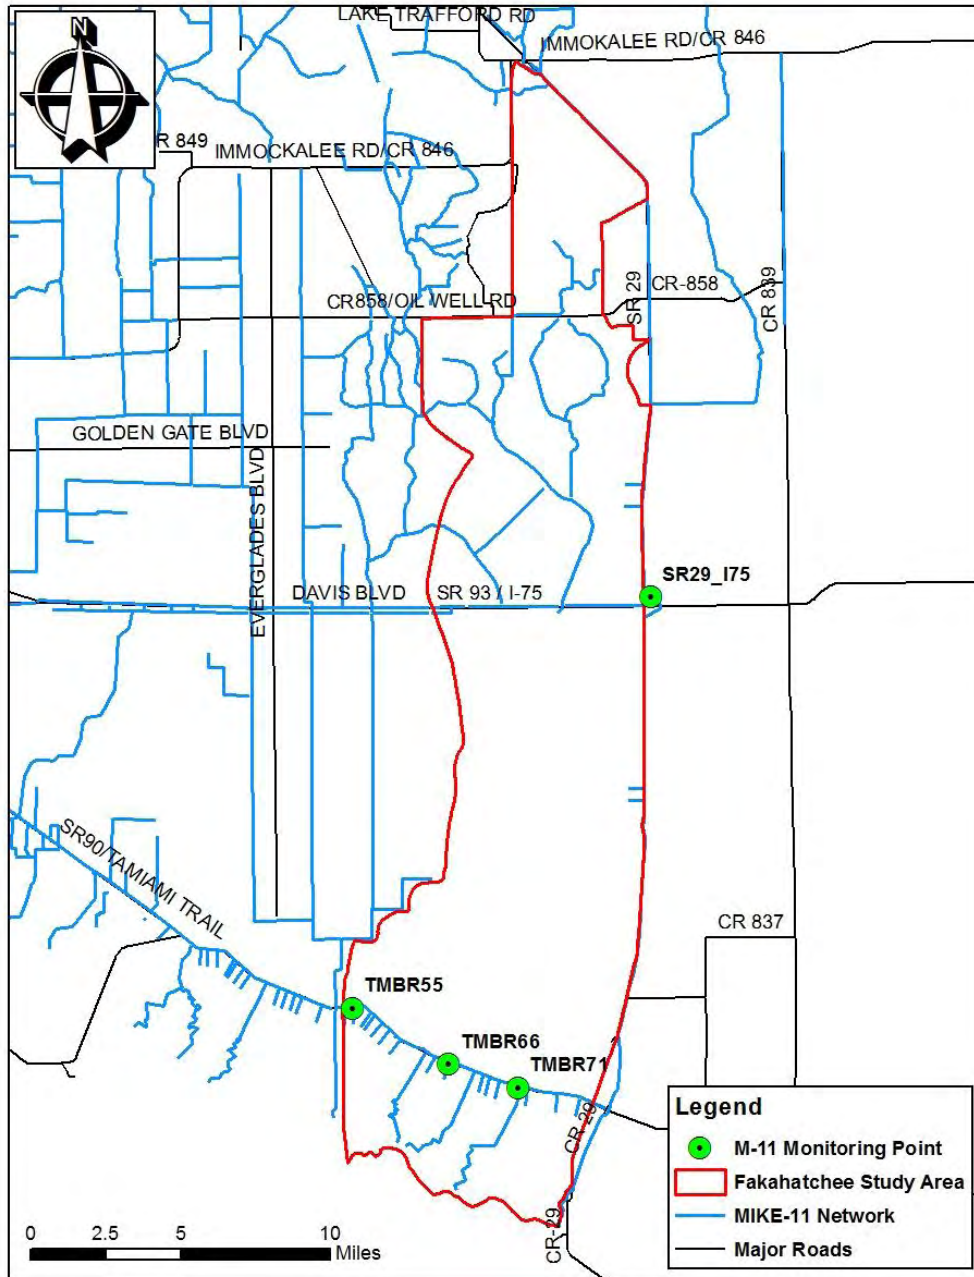 LAKE TRAFFORD RD
N
IMMOKALEE RD/CR 846
R 849
IMMOCKALEE RD/CR 846
CR858/OIL WELL RD
SR 29
CR-858
CR 839
GOLDEN GATE BLVD
EVERGLADES BLVD
SR29_I75
DAVIS BLVD
SR 93 / I-75
SR90/TAMIAMI TRAIL
CR 837
TMBR55
TMBR66
TMBR71
CR 29
CR-29
Legend
M-11 Monitoring Point
Fakahatchee Study Area
MIKE-11 Network
Major Roads
0 2.5 5 10
Miles